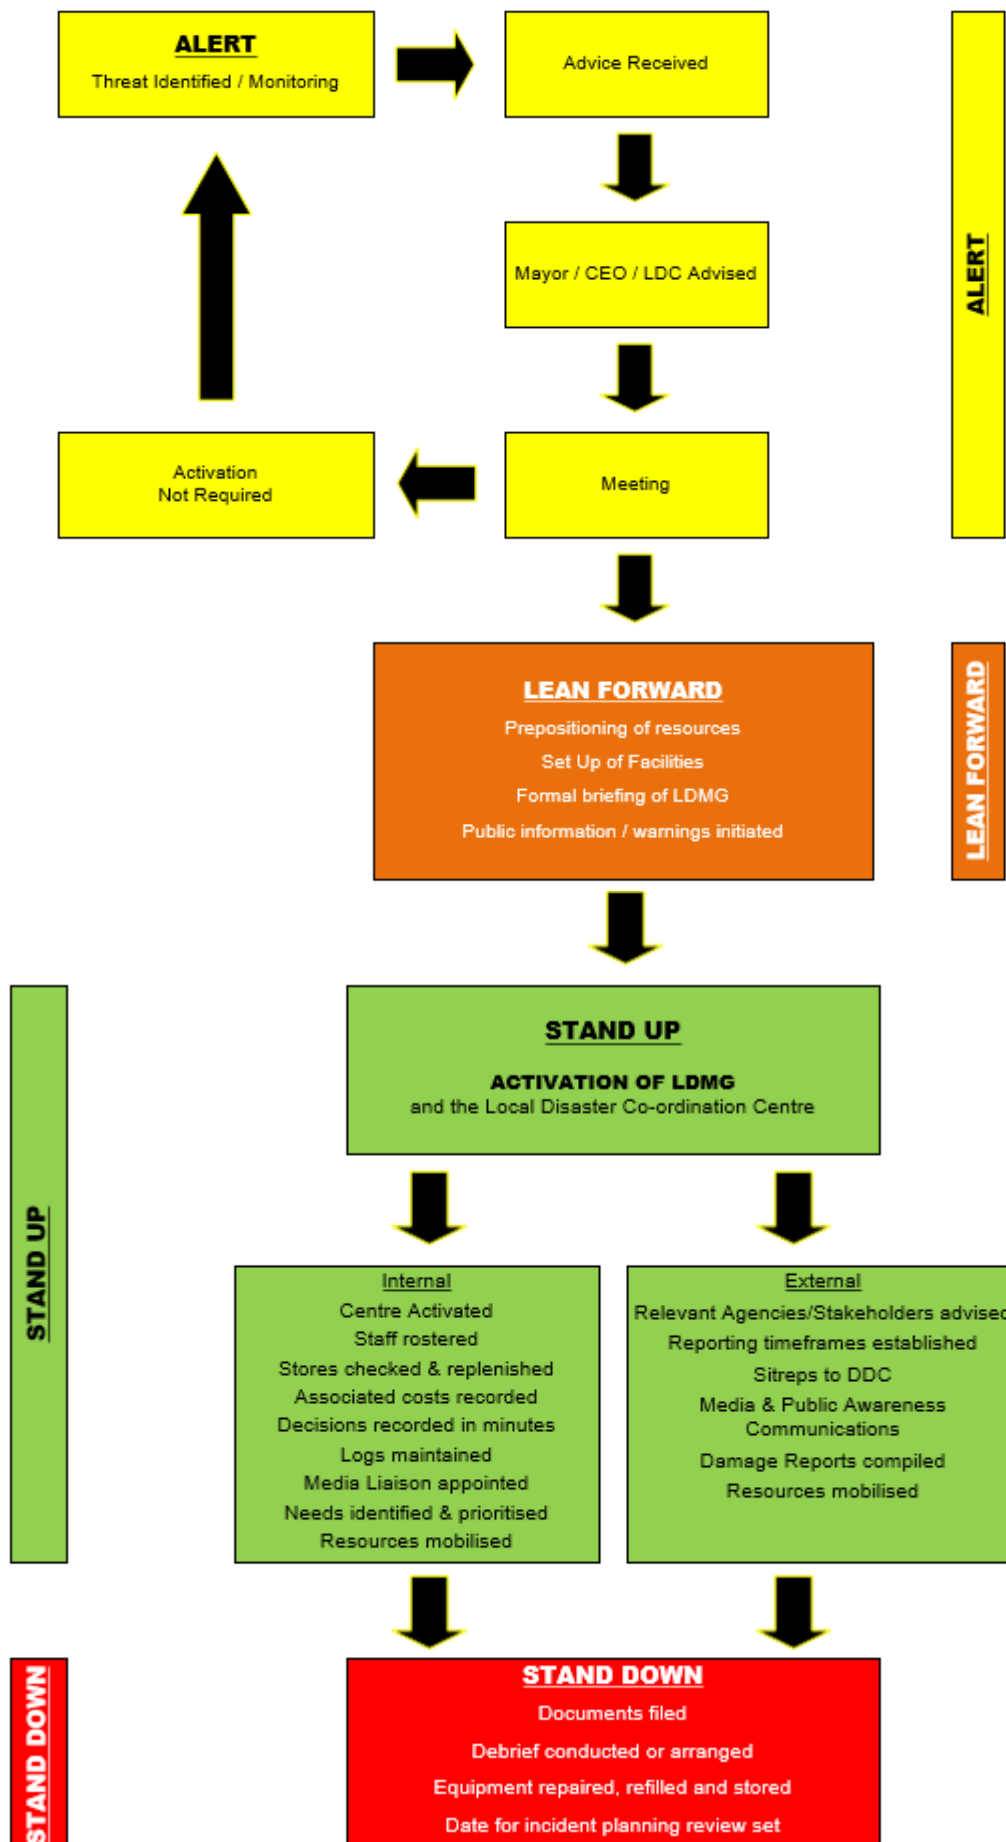 ALERT
Threat Identified / Monitoring
Advice Received
Mayor / CEO / LDC Advised
ALERT
Activation
Not Required
Meeting
LEAN FORWARD
Prepositioning of resources
Set Up of Facilities
Formal briefing of LDMG
Public information / warnings initiated
LEAN FORWARD
STAND UP
ACTIVATION OF LDMG
and the Local Disaster Co-ordination Centre
STAND UP
Internal
Centre Activated
Staff rostered
Stores checked & replenished
Associated costs recorded
Decisions recorded in minutes
Logs maintained
Media Liaison appointed
Needs identified & prioritised
Resources mobilised
External
Relevant Agencies/Stakeholders advised
Reporting timeframes established
Sitreps to DDC
Media & Public Awareness
Communications
Damage Reports compiled
Resources mobilised
STAND DOWN
STAND DOWN
Documents filed
Debrief conducted or arranged
Equipment repaired, refilled and stored
Date for incident planning review set